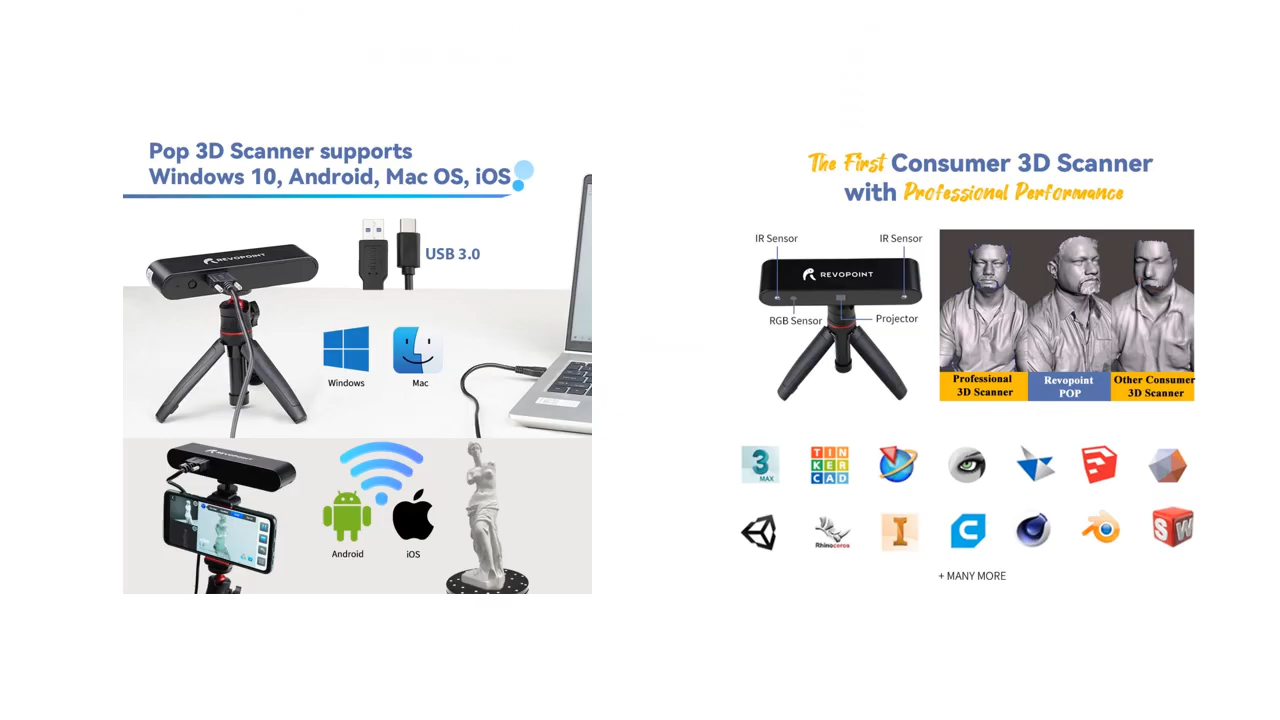 Pop 3D Scanner supports
Windows 10, Android, Mac OS, iOS
REVOPOINT
USB 3.0
Windows
Mac
REVOPOINT
Android
iOS
The First Consumer 3D Scanner
with Professional Performance
IR Sensor
IR Sensor
REVOPOINT
RGB Sensor
Projector
Professional
3D Scanner
Revopoint
POP
Other Consumer
3D Scanner
3
MAX
TIN
KER
CAD
Rhinoceros
I
C
SW
+ MANY MORE